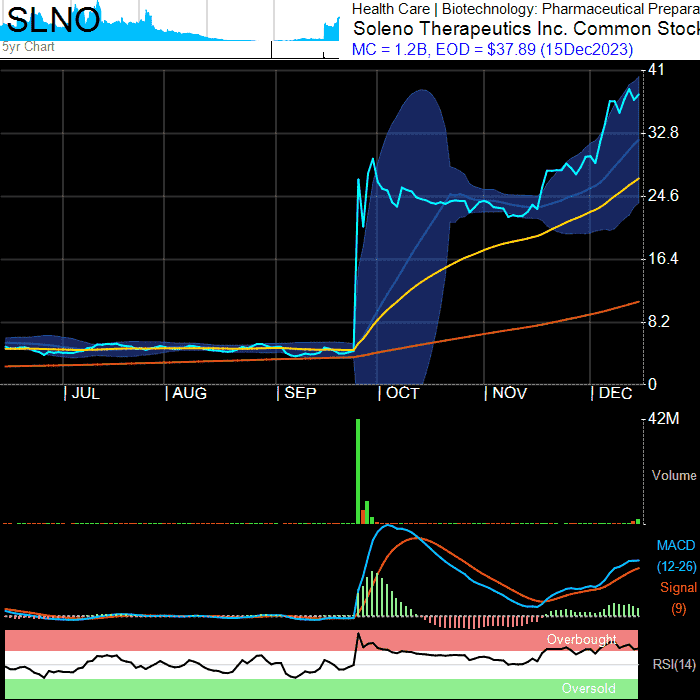 SLNO
5yr Chart
Health Care | Biotechnology: Pharmaceutical Prepara
Soleno Therapeutics Inc. Common Stock
MC = 1.2B, EOD = $37.89 (15Dec2023)
41
32.8
24.6
16.4
8.2
0
| JUL | AUG | SEP | OCT | NOV | DEC
42M
Volume
MACD
(12-26)
Signal
(9)
Overbought
RSI(14)
Oversold